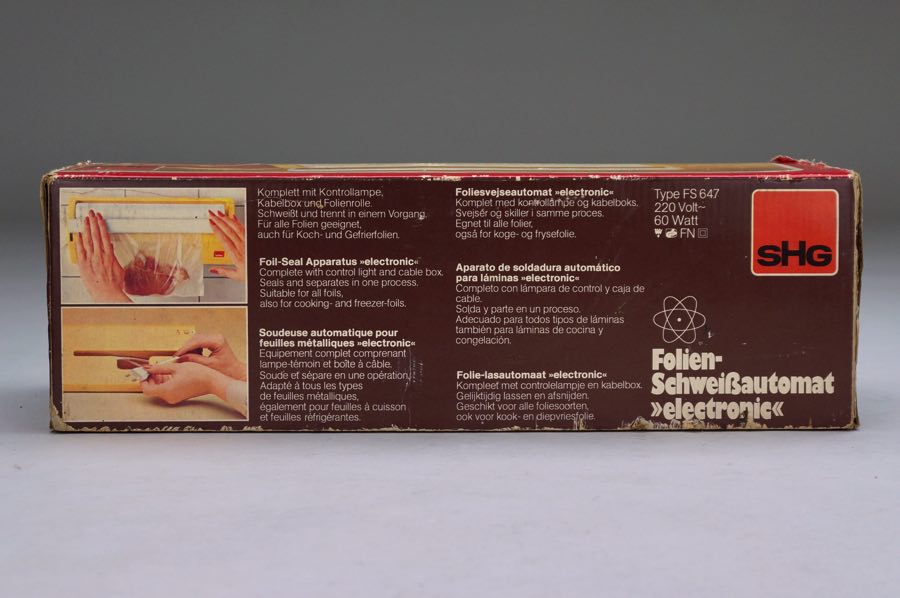 Komplett mit Kontrollampe,
Kabelbox und Folienrolle.
Schweißt und trennt in einem Vorgang.
Für alle Folien geeignet,
auch für Koch- und Gefrierfolien.
Foil-Seal Apparatus »electronic«
Complete with control light and cable box.
Seals and separates in one process.
Suitable for all foils,
also for cooking- and freezer-foils.
Soudeuse automatique pour
feuilles métalliques »electronic«
Equipement complet comprenant
lampe-témoin et boîte à câble.
Soude et sépare en une opération.
Adapté à tous les types
de feuilles métalliques,
également pour feuilles à cuisson
et feuilles réfrigérantes.
Foliesvejseautomat »electronic«
Komplet med kontrollampe og kabelboks.
Svejser og skiller i samme proces.
Egnet til alle folier,
også for koge- og frysefolie.
Aparato de soldadura automático
para láminas »electronic«
Completo con lámpara de control y caja de
cable.
Solda y parte en un proceso.
Adecuado para todos tipos de láminas
también para láminas de cocina y
congelación.
Folie-lasautomaat »electronic«
Kompleet met controlelampje en kabelbox.
Gelijktijdig lassen en afsnijden.
Geschikt voor alle foliesoorten,
ook voor kook- en diepvriesfolie.
Type FS 647
220 Volt~
60 Watt
FN
SHG
Folien-
Schweißautomat
»electronic«